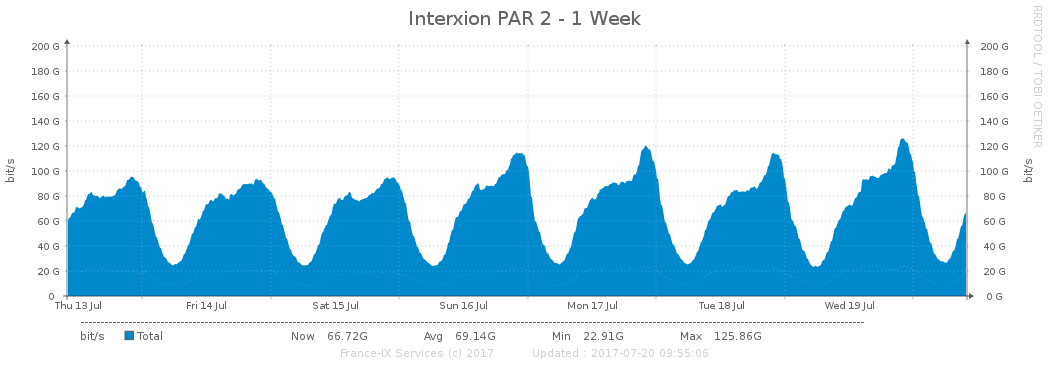 Interxion PAR 2 - 1 Week
RRDTOOL / TOBI OETIKER
200 G 200 G
180 G 180 G
160 G 160 G
140 G 140 G
120 G 120 G
100 G 100 G
80 G 80 G
60 G 60 G
40 G 40 G
20 G 20 G
0 0 G
bit/s bit/s
Thu 13 Jul Fri 14 Jul Sat 15 Jul Sun 16 Jul Mon 17 Jul Tue 18 Jul Wed 19 Jul
bit/s Total Now 66.72G Avg 69.14G Min 22.91G Max 125.86G
France-IX Services (c) 2017 Updated : 2017-07-20 09:55:06